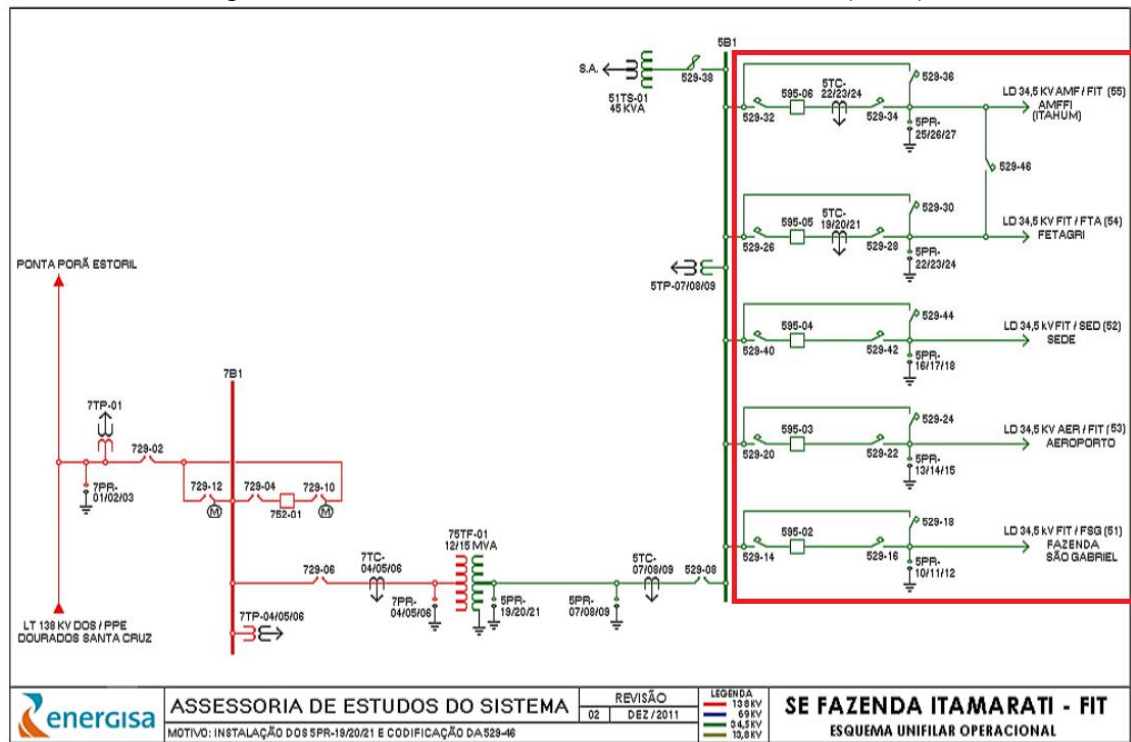 5B1
S.A.
529-38
51TS-01
45 KVA
529-36
595-06
5TC-
22/23/24
529-32
529-34
5PR-
25/26/27
LD 34,5 KV AMF / FIT (55)
AMFFI
(ITAHUM)
529-46
529-30
595-05
5TC-
19/20/21
529-26
529-28
5PR-
22/23/24
LD 34,5 KV FIT / FTA (54)
FETAGRI
5TP-07/08/09
529-44
595-04
529-40
529-42
5PR-
16/17/18
LD 34,5 kV FIT / SED (52)
SEDE
529-24
595-03
529-20
529-22
5PR-
13/14/15
LD 34,5 KV AER / FIT (53)
AEROPORTO
529-18
595-02
529-14
529-16
5PR-
10/11/12
LD 34,5 KV FIT / FSG (51)
FAZENDA
SÃO GABRIEL
PONTA PORÃ ESTORIL
7B1
7TP-01
729-02
7PR-
01/02/03
729-12
M
729-04
752-01
729-10
M
729-06
7TC-
04/05/06
7PR-
04/05/06
75TF-01
12/15 MVA
5PR-
19/20/21
5PR-
07/08/09
5TC-
07/08/09
529-08
7TP-04/05/06
LT 138 KV DOS / PPE
DOURADOS SANTA CRUZ
energisa
ASSESSORIA DE ESTUDOS DO SISTEMA
MOTIVO: INSTALAÇÃO DOS 5PR-19/20/21 E CODIFICAÇÃO DA 529-46
REVISÃO
02 DEZ / 2011
LEGENDA
138KV
69KV
34,5KV
13,8KV
SE FAZENDA ITAMARATI - FIT
ESQUEMA UNIFILAR OPERACIONAL